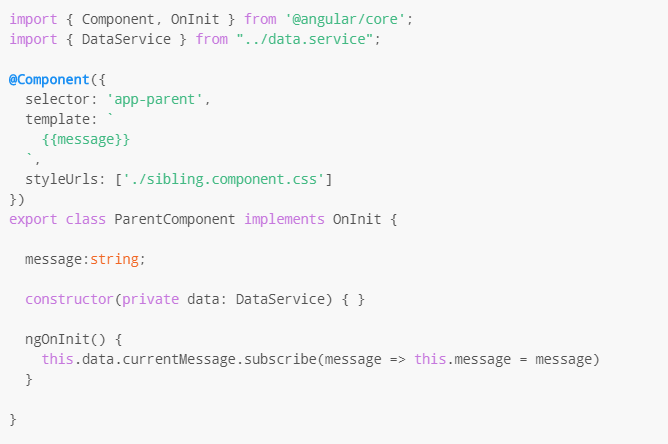 import { Component, OnInit } from '@angular/core';
import { DataService } from "../data.service";
@Component({
selector: 'app-parent',
template: `
{{message}}
`,
styleUrls: ['./sibling.component.css']
})
export class ParentComponent implements OnInit {
message:string;
constructor(private data: DataService) { }
ngOnInit() {
this.data.currentMessage.subscribe(message => this.message = message)
}
}